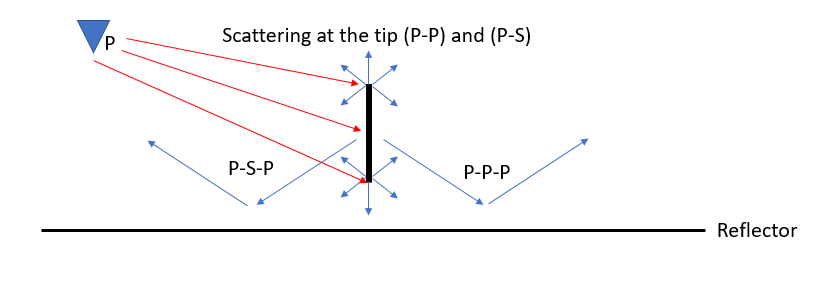 P
Scattering at the tip (P-P) and (P-S)
P-S-P
P-P-P
Reflector